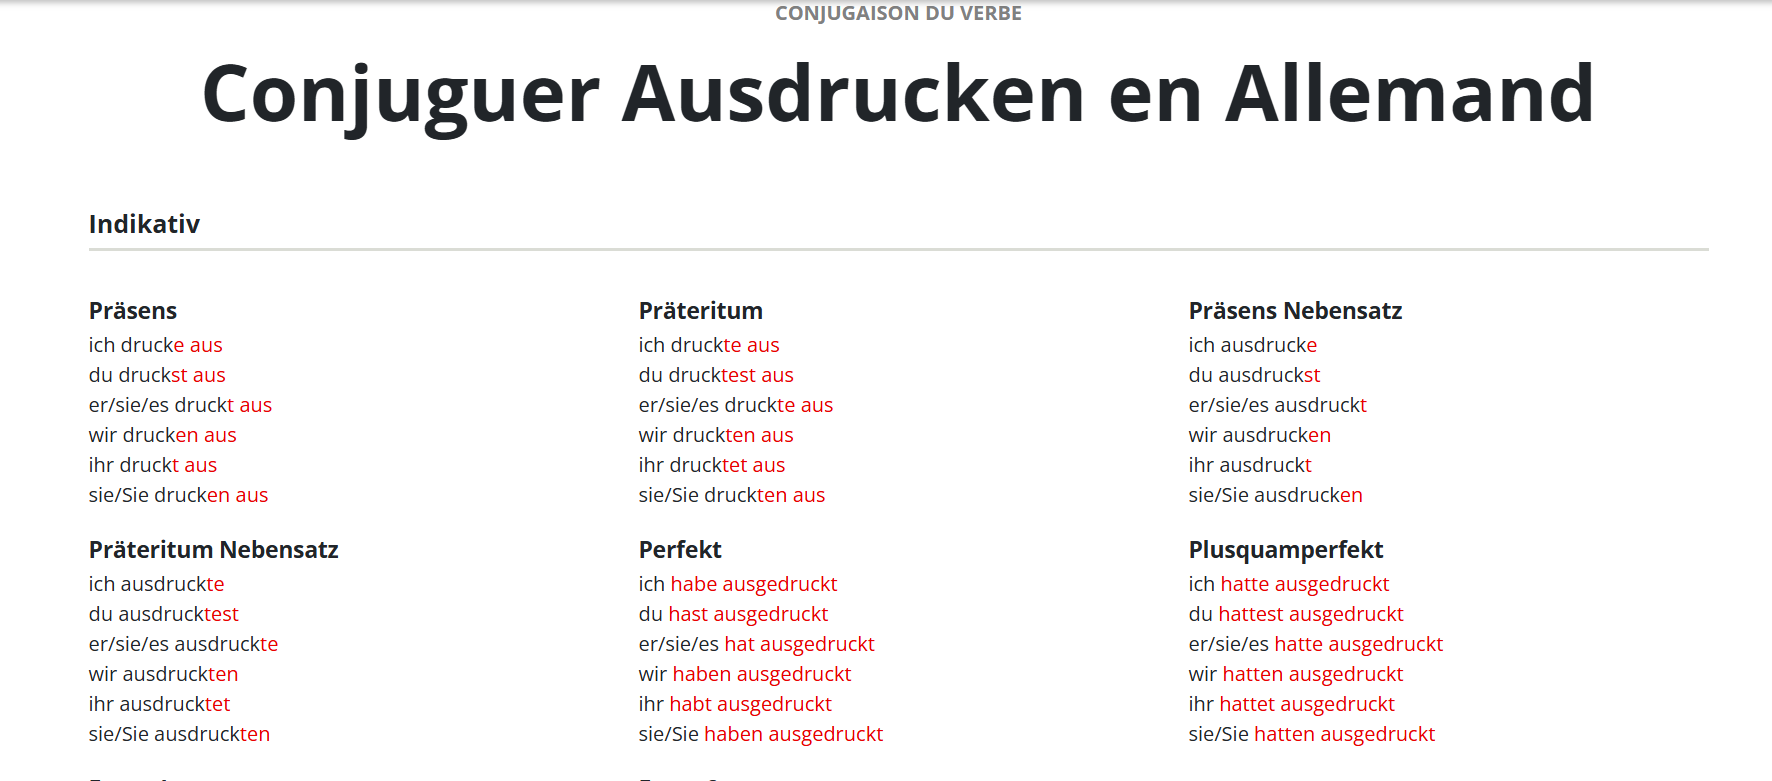 CONJUGAISON DU VERBE
Conjuguer Ausdrucken en Allemand
Indikativ
Präsens
ich drucke aus
du druckst aus
er/sie/es druckt aus
wir drucken aus
ihr druckt aus
sie/Sie drucken aus
Präteritum
ich druckte aus
du drucktest aus
er/sie/es druckte aus
wir druckten aus
ihr drucktet aus
sie/Sie druckten aus
Präsens Nebensatz
ich ausdrucke
du ausdruckst
er/sie/es ausdruckt
wir ausdrucken
ihr ausdruckt
sie/Sie ausdrucken
Präteritum Nebensatz
ich ausdruckte
du ausdrucktest
er/sie/es ausdruckte
wir ausdruckten
ihr ausdrucktet
sie/Sie ausdruckten
Perfekt
ich habe ausgedruckt
du hast ausgedruckt
er/sie/es hat ausgedruckt
wir haben ausgedruckt
ihr habt ausgedruckt
sie/Sie haben ausgedruckt
Plusquamperfekt
ich hatte ausgedruckt
du hattest ausgedruckt
er/sie/es hatte ausgedruckt
wir hatten ausgedruckt
ihr hattet ausgedruckt
sie/Sie hatten ausgedruckt